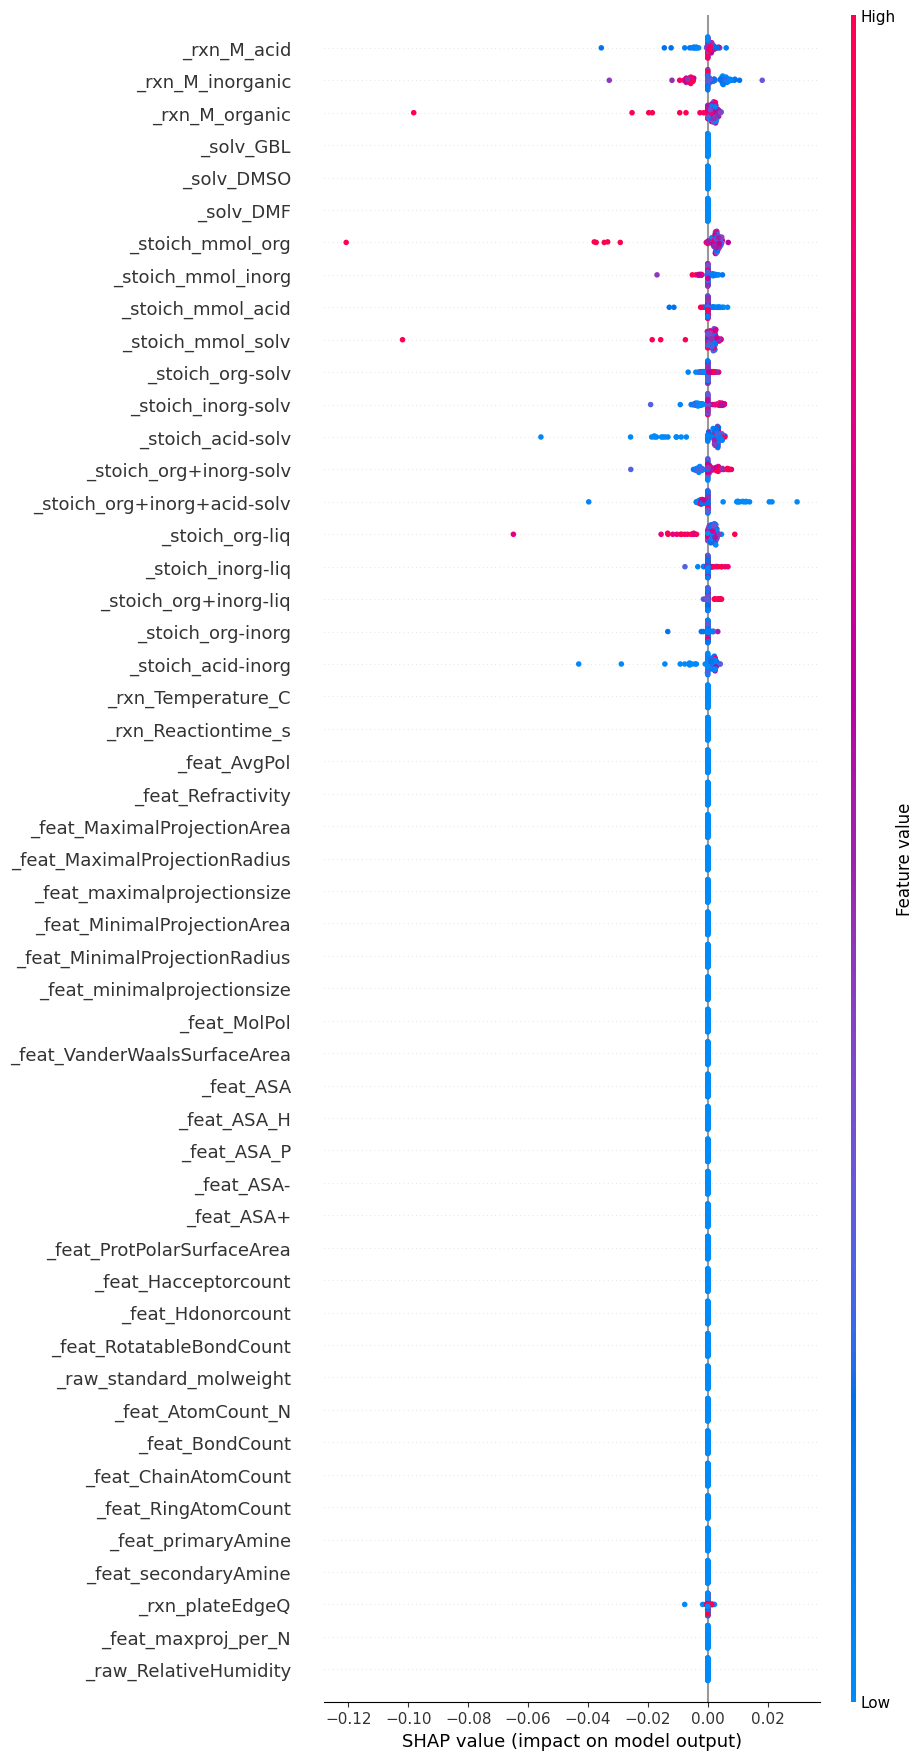 High
_rxn_M_acid
_rxn_M_inorganic
_rxn_M_organic
_solv_GBL
_solv_DMSO
_solv_DMF
_stoich_mmol_org
_stoich_mmol_inorg
_stoich_mmol_acid
_stoich_mmol_solv
_stoich_org-solv
_stoich_inorg-solv
_stoich_acid-solv
_stoich_org+inorg-solv
_stoich_org+inorg+acid-solv
_stoich_org-liq
_stoich_inorg-liq
_stoich_org+inorg-liq
_stoich_org-inorg
_stoich_acid-inorg
_rxn_Temperature_C
_rxn_Reactiontime_s
_feat_AvgPol
_feat_Refractivity
_feat_MaximalProjectionArea
_feat_MaximalProjectionRadius
_feat_maximalprojectionsize
_feat_MinimalProjectionArea
_feat_MinimalProjectionRadius
_feat_minimalprojectionsize
_feat_MolPol
_feat_VanderWaalsSurfaceArea
_feat_ASA
_feat_ASA_H
_feat_ASA_P
_feat_ASA-
_feat_ASA+
_feat_ProtPolarSurfaceArea
_feat_Hacceptorcount
_feat_Hdonorcount
_feat_RotatableBondCount
_raw_standard_molweight
_feat_AtomCount_N
_feat_BondCount
_feat_ChainAtomCount
_feat_RingAtomCount
_feat_primaryAmine
_feat_secondaryAmine
_rxn_plateEdgeQ
_feat_maxproj_per_N
_raw_RelativeHumidity
Feature value
Low
−0.12 −0.10 −0.08 −0.06 −0.04 −0.02 0.00 0.02
SHAP value (impact on model output)